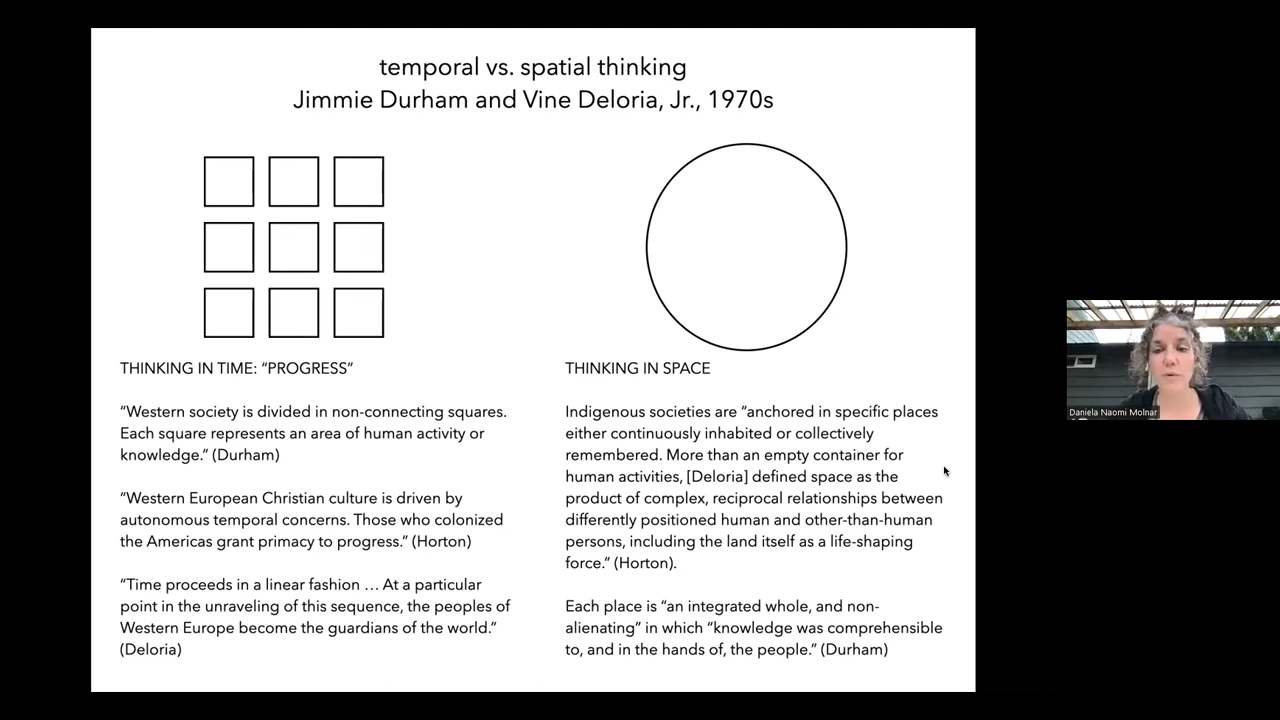 temporal vs. spatial thinking
Jimmie Durham and Vine Deloria, Jr., 1970s
THINKING IN TIME: “PROGRESS”
“Western society is divided in non-connecting squares.
Each square represents an area of human activity or
knowledge.” (Durham)
“Western European Christian culture is driven by
autonomous temporal concerns. Those who colonized
the Americas grant primacy to progress.” (Horton)
“Time proceeds in a linear fashion … At a particular
point in the unraveling of this sequence, the peoples of
Western Europe become the guardians of the world.”
(Deloria)
THINKING IN SPACE
Indigenous societies are “anchored in specific places
either continuously inhabited or collectively
remembered. More than an empty container for
human activities, [Deloria] defined space as the
product of complex, reciprocal relationships between
differently positioned human and other-than-human
persons, including the land itself as a life-shaping
force.” (Horton).
Each place is “an integrated whole, and non-
alienating” in which “knowledge was comprehensible
to, and in the hands of, the people.” (Durham)
Daniela Naomi Molnar